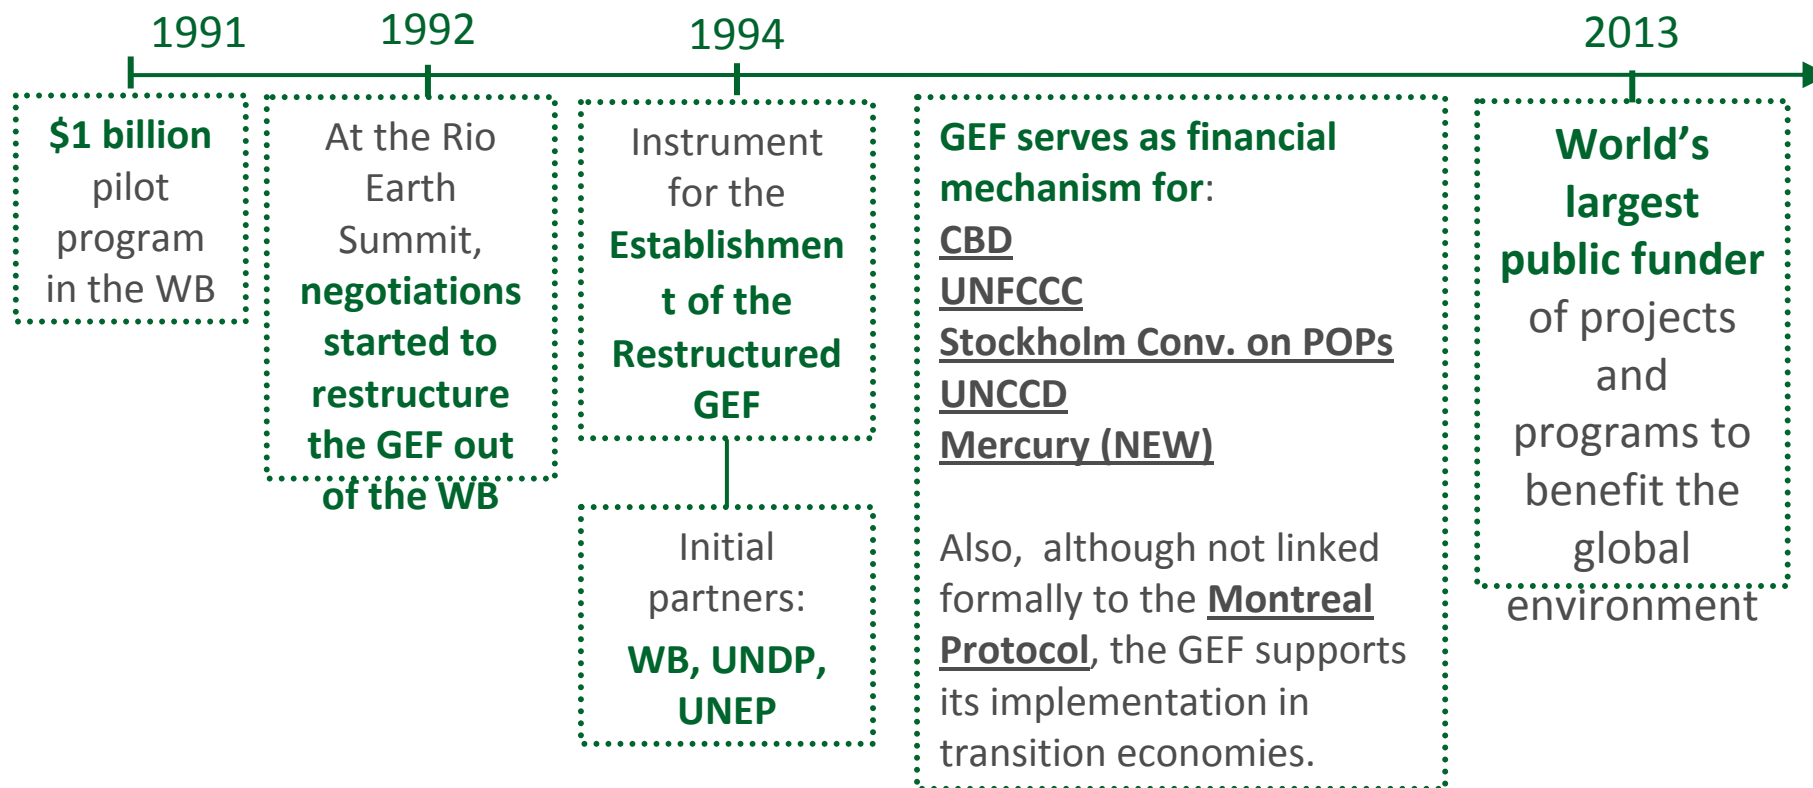 1991
1992
1994
2013
$1 billion
pilot
program
in the WB
At the Rio
Earth
Summit,
negotiations
started to
restructure
the GEF out
of the WB
Instrument
for the
Establishmen
t of the
Restructured
GEF
Initial
partners:
WB, UNDP,
UNEP
GEF serves as financial
mechanism for:
CBD
UNFCCC
Stockholm Conv. on POPs
UNCCD
Mercury (NEW)
Also,  although not linked
formally to the Montreal
Protocol, the GEF supports
its implementation in
transition economies.
World’s
largest
public funder
of projects
and
programs to
benefit the
global
environment